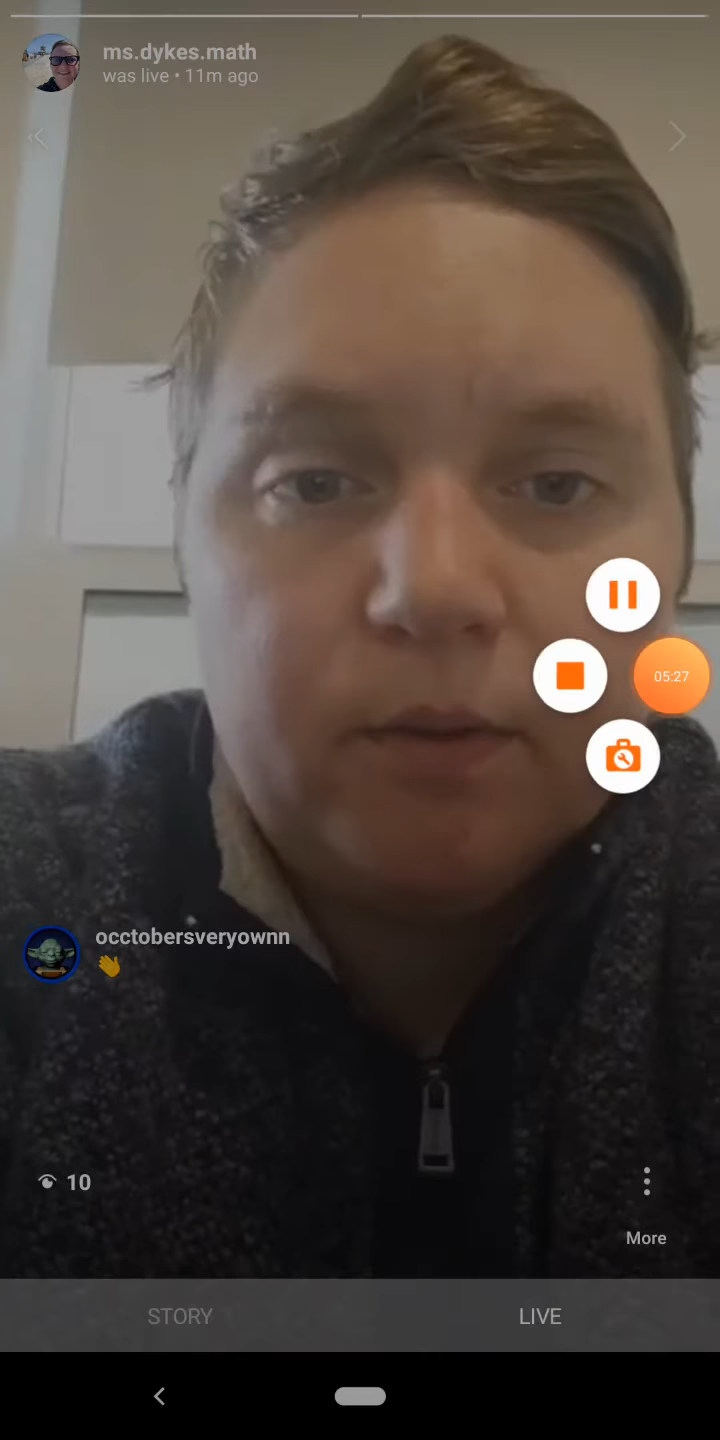 ms.dykes.math
was live • 11m ago
05:27
occtobersveryownn
👋
10
More
STORY
LIVE